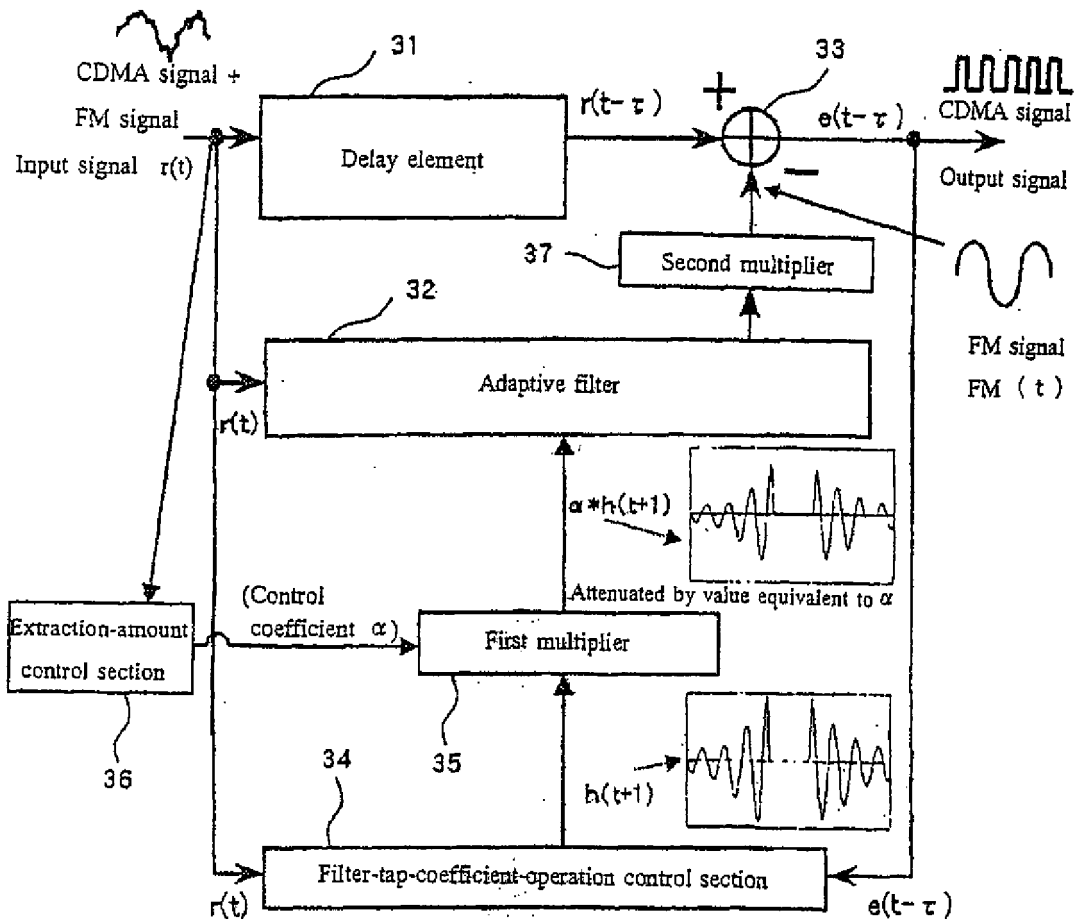 31
33
CDMA signal +
FM signal
Input signal r(t)
Delay element
r(t- τ)
+
−
e(t- τ)
CDMA signal
Output signal
37
Second multiplier
32
Adaptive filter
r(t)
FM signal
FM (t)
α*h(t+1)
Attenuated by value equivalent to α
(Control
coefficient α)
Extraction-amount
control section
First multiplier
36
35
34
h(t+1)
Filter-tap-coefficient-operation control section
r(t)
e(t- τ)